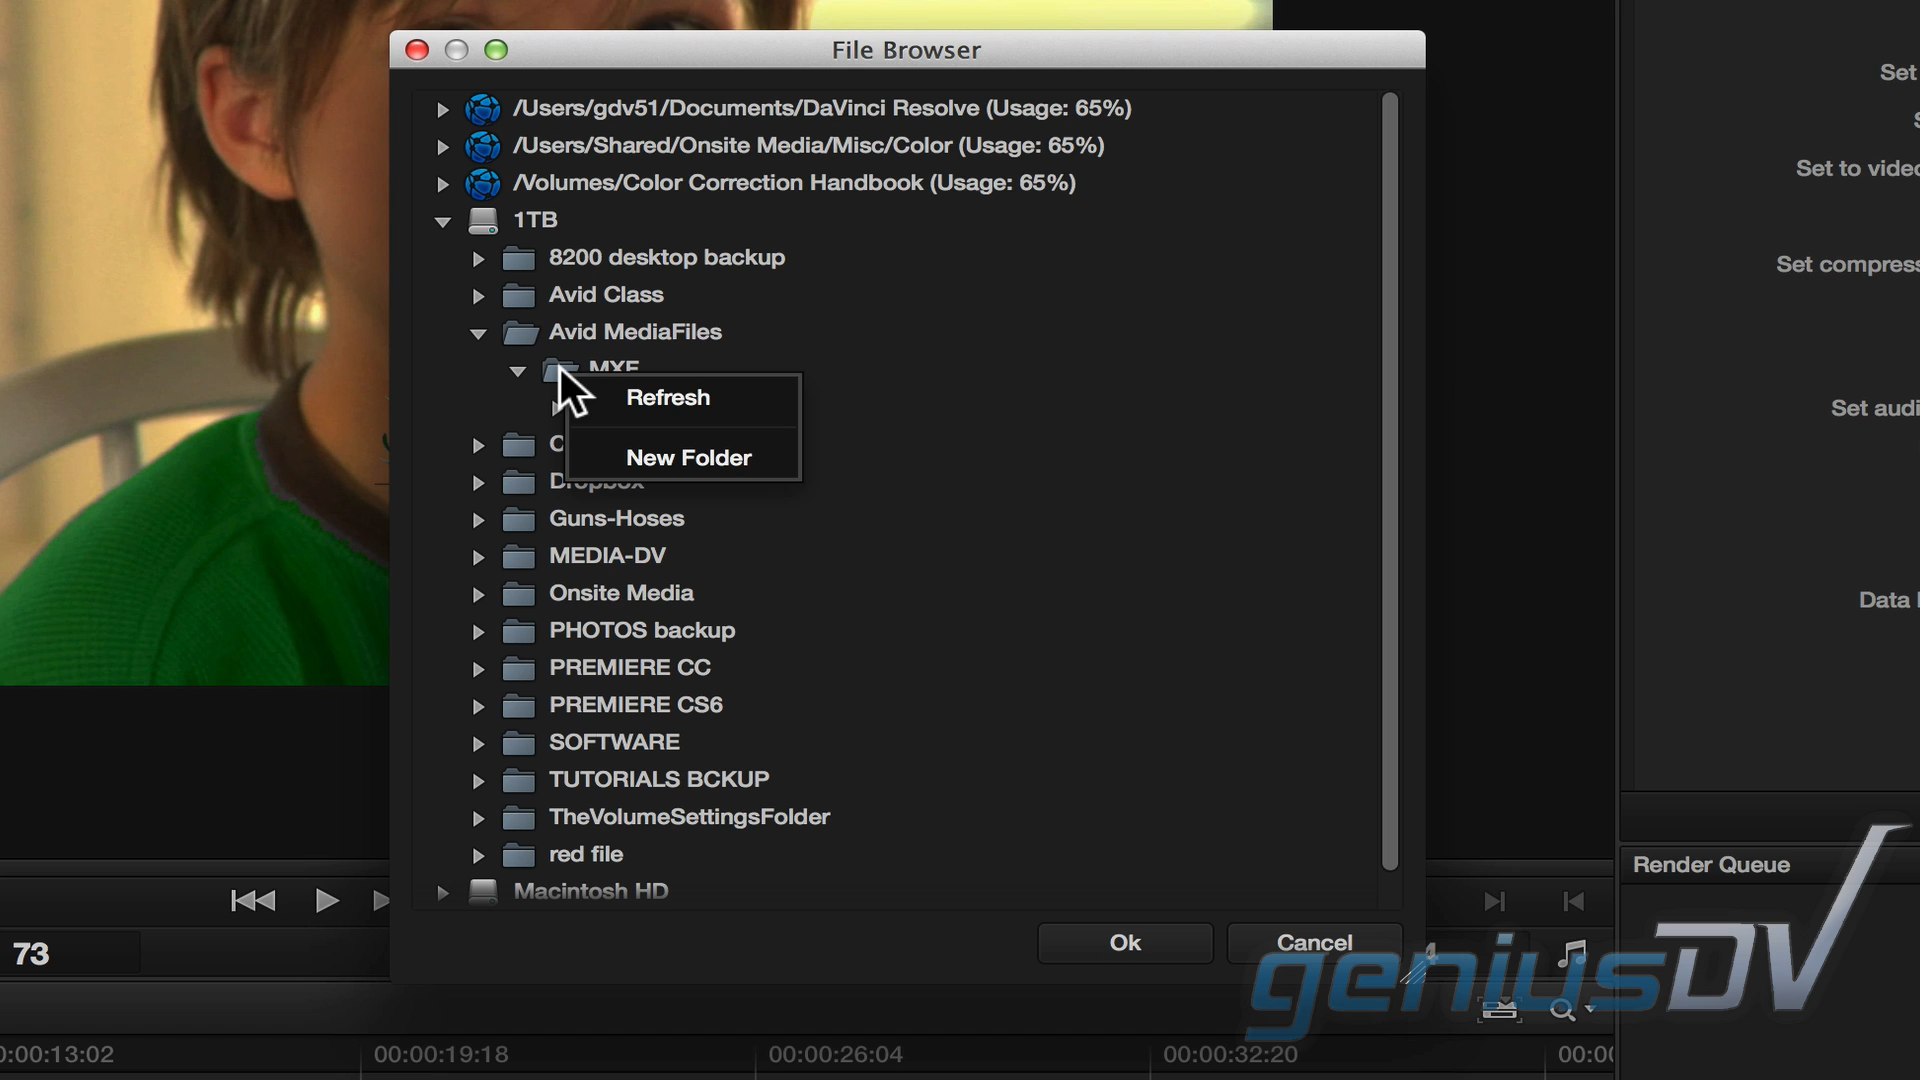 File Browser
/Users/gdv51/Documents/DaVinci Resolve (Usage: 65%)
/Users/Shared/Onsite Media/Misc/Color (Usage: 65%)
/Volumes/Color Correction Handbook (Usage: 65%)
1TB
8200 desktop backup
Avid Class
Avid MediaFiles
MXF
Refresh
New Folder
Dropbox
Guns-Hoses
MEDIA-DV
Onsite Media
PHOTOS backup
PREMIERE CC
PREMIERE CS6
SOFTWARE
TUTORIALS BCKUP
TheVolumeSettingsFolder
red file
Macintosh HD
Ok
Cancel
Set
Set to video
Set compress
Set audi
Data
Render Queue
73
geniusDV
0:00:13:02
00:00:19:18
00:00:26:04
00:00:32:20
00:00